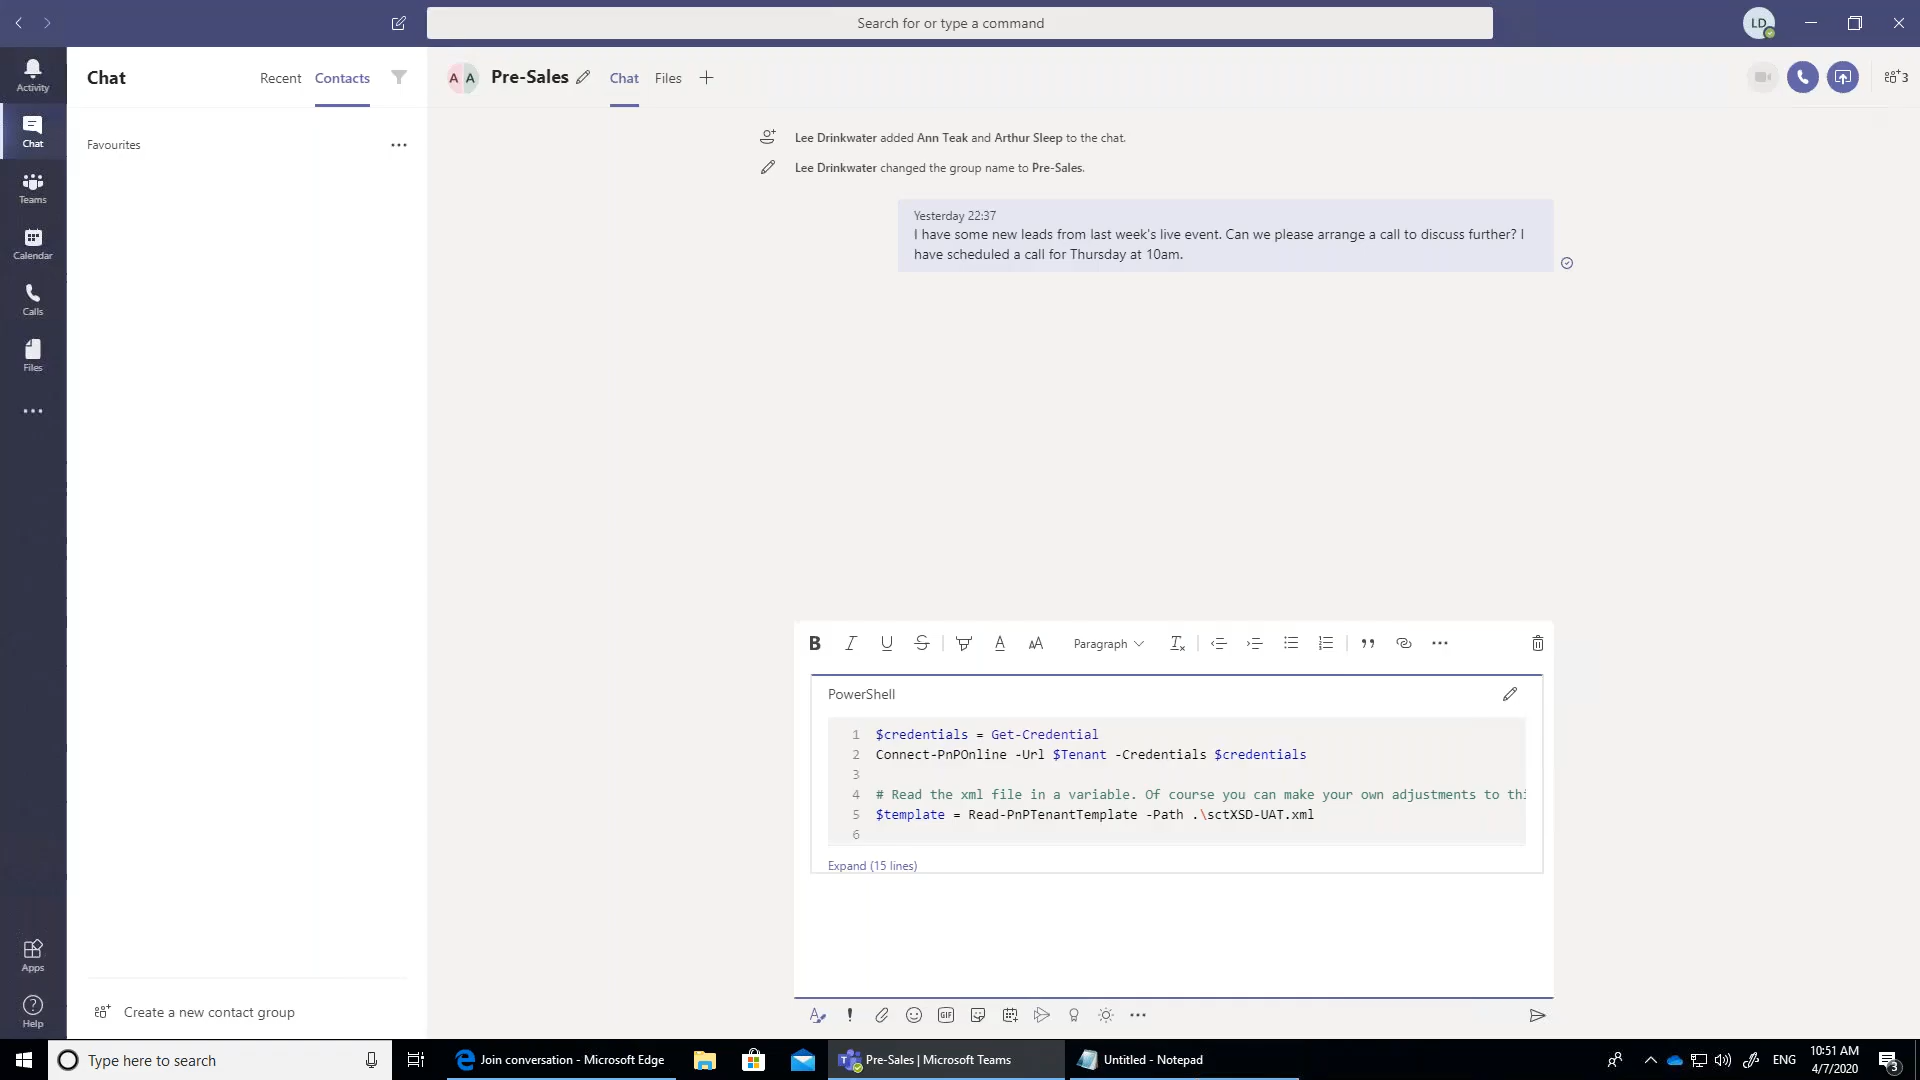 Search for or type a command
LD
Activity
Chat
Teams
Calendar
Calls
Files
Apps
Help
Chat
Recent
Contacts
Favourites
Create a new contact group
A A
Pre-Sales
Chat
Files
3
Lee Drinkwater added Ann Teak and Arthur Sleep to the chat.
Lee Drinkwater changed the group name to Pre-Sales.
Yesterday 22:37
I have some new leads from last week's live event. Can we please arrange a call to discuss further? I
have scheduled a call for Thursday at 10am.
B I U S A AA Paragraph
PowerShell
1 $credentials = Get-Credential
2 Connect-PnPOnline -Url $Tenant -Credentials $credentials
3
4 # Read the xml file in a variable. Of course you can make your own adjustments to thi
5 $template = Read-PnPTenantTemplate -Path .\sctXSD-UAT.xml
6
Expand (15 lines)
GIF
Type here to search
Join conversation - Microsoft Edge
Pre-Sales | Microsoft Teams
Untitled - Notepad
ENG
10:51 AM
4/7/2020
3